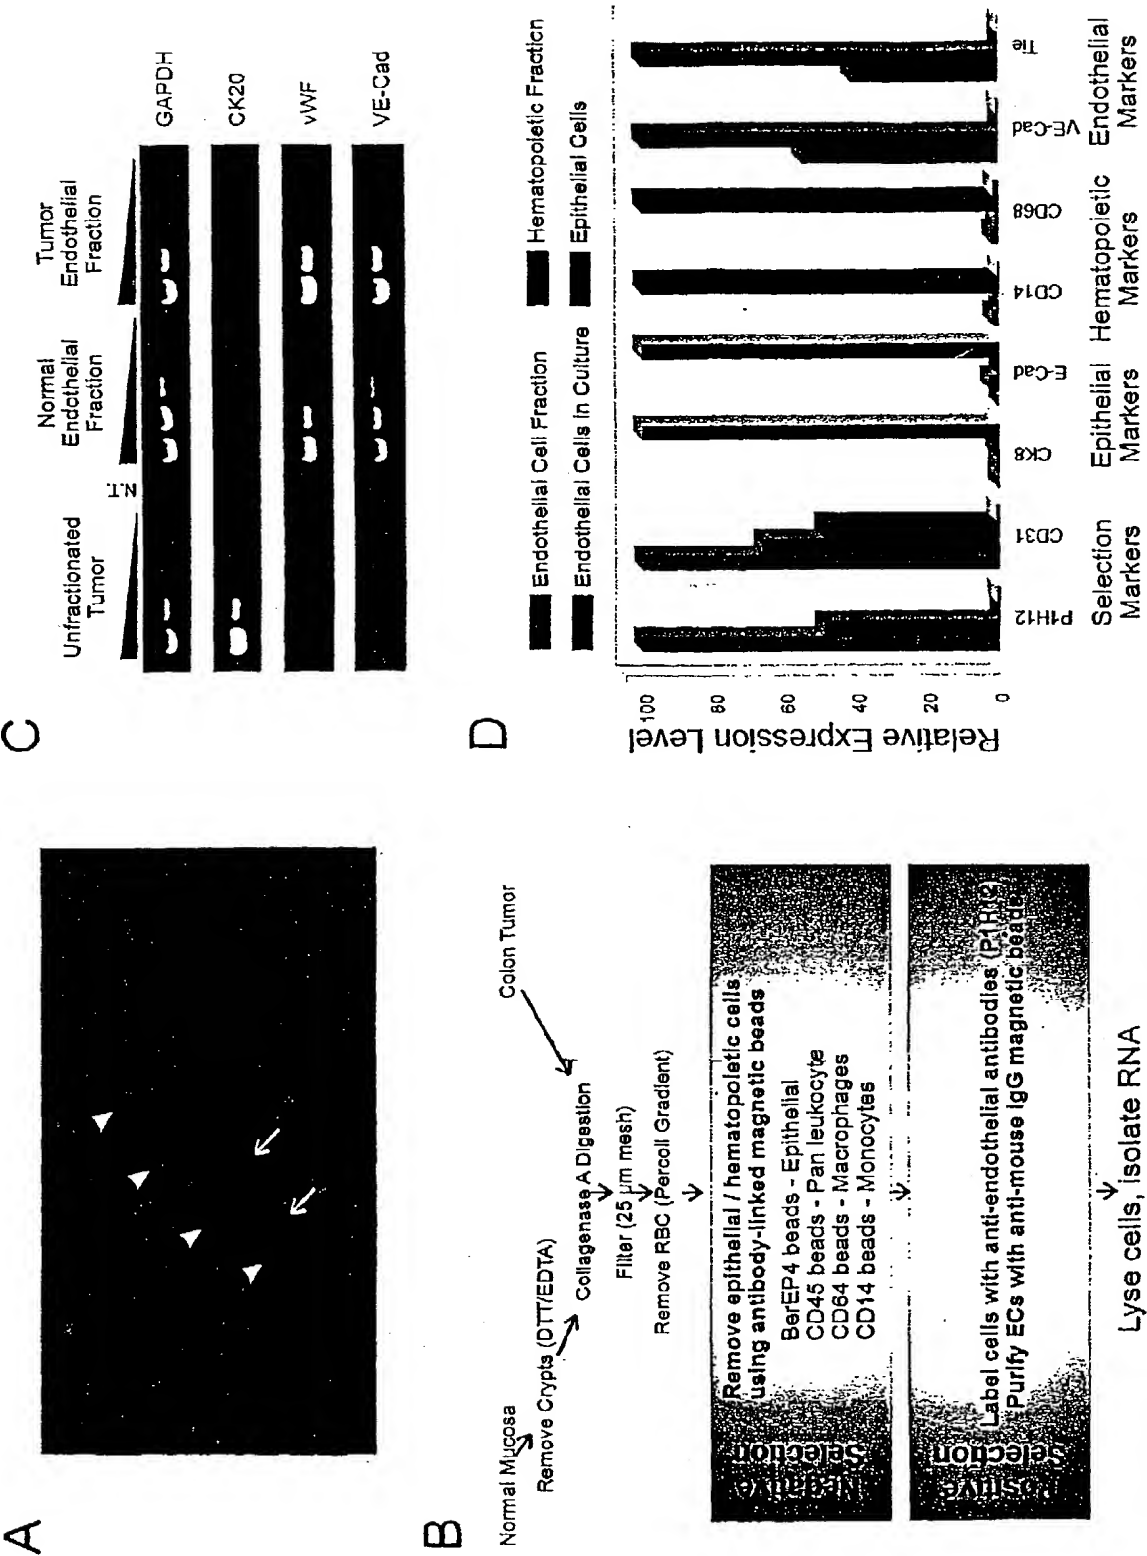 A
B
Normal Mucosa
Remove Crypts (DTT/EDTA)
Colon Tumor
Collagenase A Digestion
Filter (25 µm mesh)
Remove RBC (Percoll Gradient)
Negative
Selection
Remove epithelial / hematopoietic cells
using antibody-linked magnetic beads
BerEP4 beads - Epithelial
CD45 beads - Pan leukocyte
CD64 beads - Macrophages
CD14 beads - Monocytes
Positive
Selection
Label cells with anti-endothelial antibodies (P1H12)
Purify ECs with anti-mouse IgG magnetic beads
Lyse cells, isolate RNA
C
Unfractionated
Tumor
N.T.
Normal
Endothelial
Fraction
Tumor
Endothelial
Fraction
GAPDH
CK20
vWF
VE-Cad
D
Endothelial Cell Fraction
Hematopoietic Fraction
Endothelial Cells in Culture
Epithelial Cells
Relative Expression Level
100
80
60
40
20
0
P1H12
CD31
CK8
E-Cad
CD14
CD68
VE-Cad
Tie
Selection
Markers
Epithelial
Markers
Hematopoietic
Markers
Endothelial
Markers